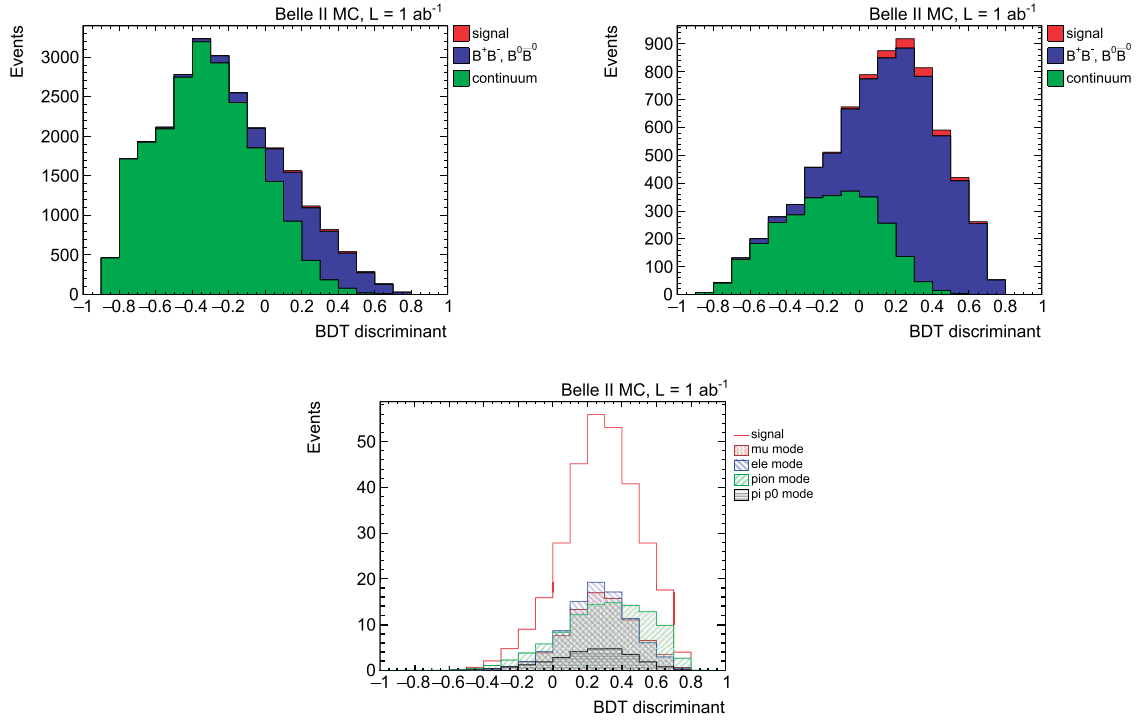 Belle II MC, L = 1 ab-1
Events
3000
2500
2000
1500
1000
500
0
−1 −0.8 −0.6 −0.4 −0.2 0 0.2 0.4 0.6 0.8 1
BDT discriminant
signal
B+B-, B0B̅0
continuum
Belle II MC, L = 1 ab-1
Events
900
800
700
600
500
400
300
200
100
0
−1 −0.8 −0.6 −0.4 −0.2 0 0.2 0.4 0.6 0.8 1
BDT discriminant
signal
B+B-, B0B̅0
continuum
Belle II MC, L = 1 ab-1
Events
50
40
30
20
10
0
−1 −0.8 −0.6 −0.4 −0.2 0 0.2 0.4 0.6 0.8 1
BDT discriminant
signal
mu mode
ele mode
pion mode
pi p0 mode